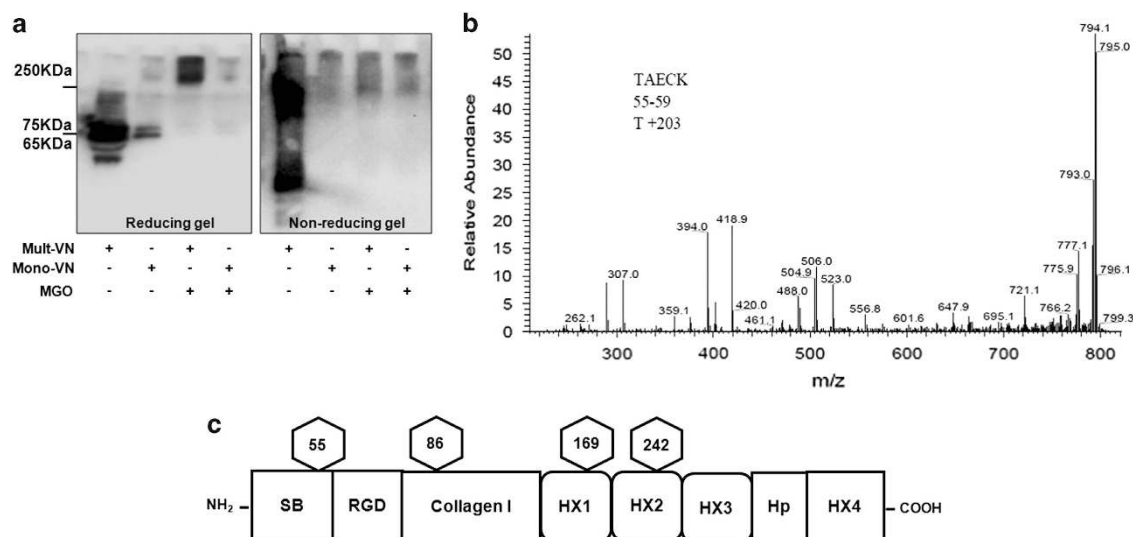 a
250KDa
75KDa
65KDa
Reducing gel
Non-reducing gel
Mult-VN + - + - + - + -
Mono-VN - + - + - + - +
MGO - - + + - - + +
b
Relative Abundance
50
45
40
35
30
25
20
15
10
5
0
TAECK
55-59
T +203
262.1
307.0
359.1
394.0
418.9
420.0
461.1
488.0
504.9
506.0
523.0
556.8
601.6
647.9
695.1
721.1
766.2
775.9
777.1
793.0
794.1
795.0
796.1
799.3
300 400 500 600 700 800
m/z
c
55 86 169 242
NH2 SB RGD Collagen I HX1 HX2 HX3 Hp HX4 COOH